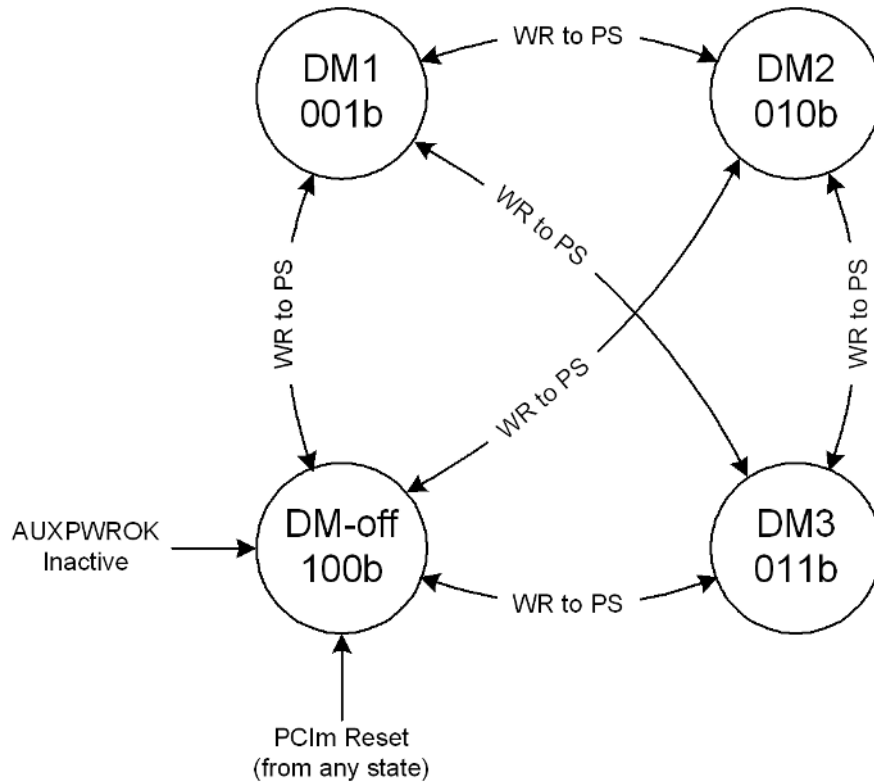 WR to PS
DM1
001b
DM2
010b
WR to PS
WR to PS
WR to PS
WR to PS
AUXPWROK
Inactive
DM-off
100b
DM3
011b
WR to PS
PCIm Reset
(from any state)